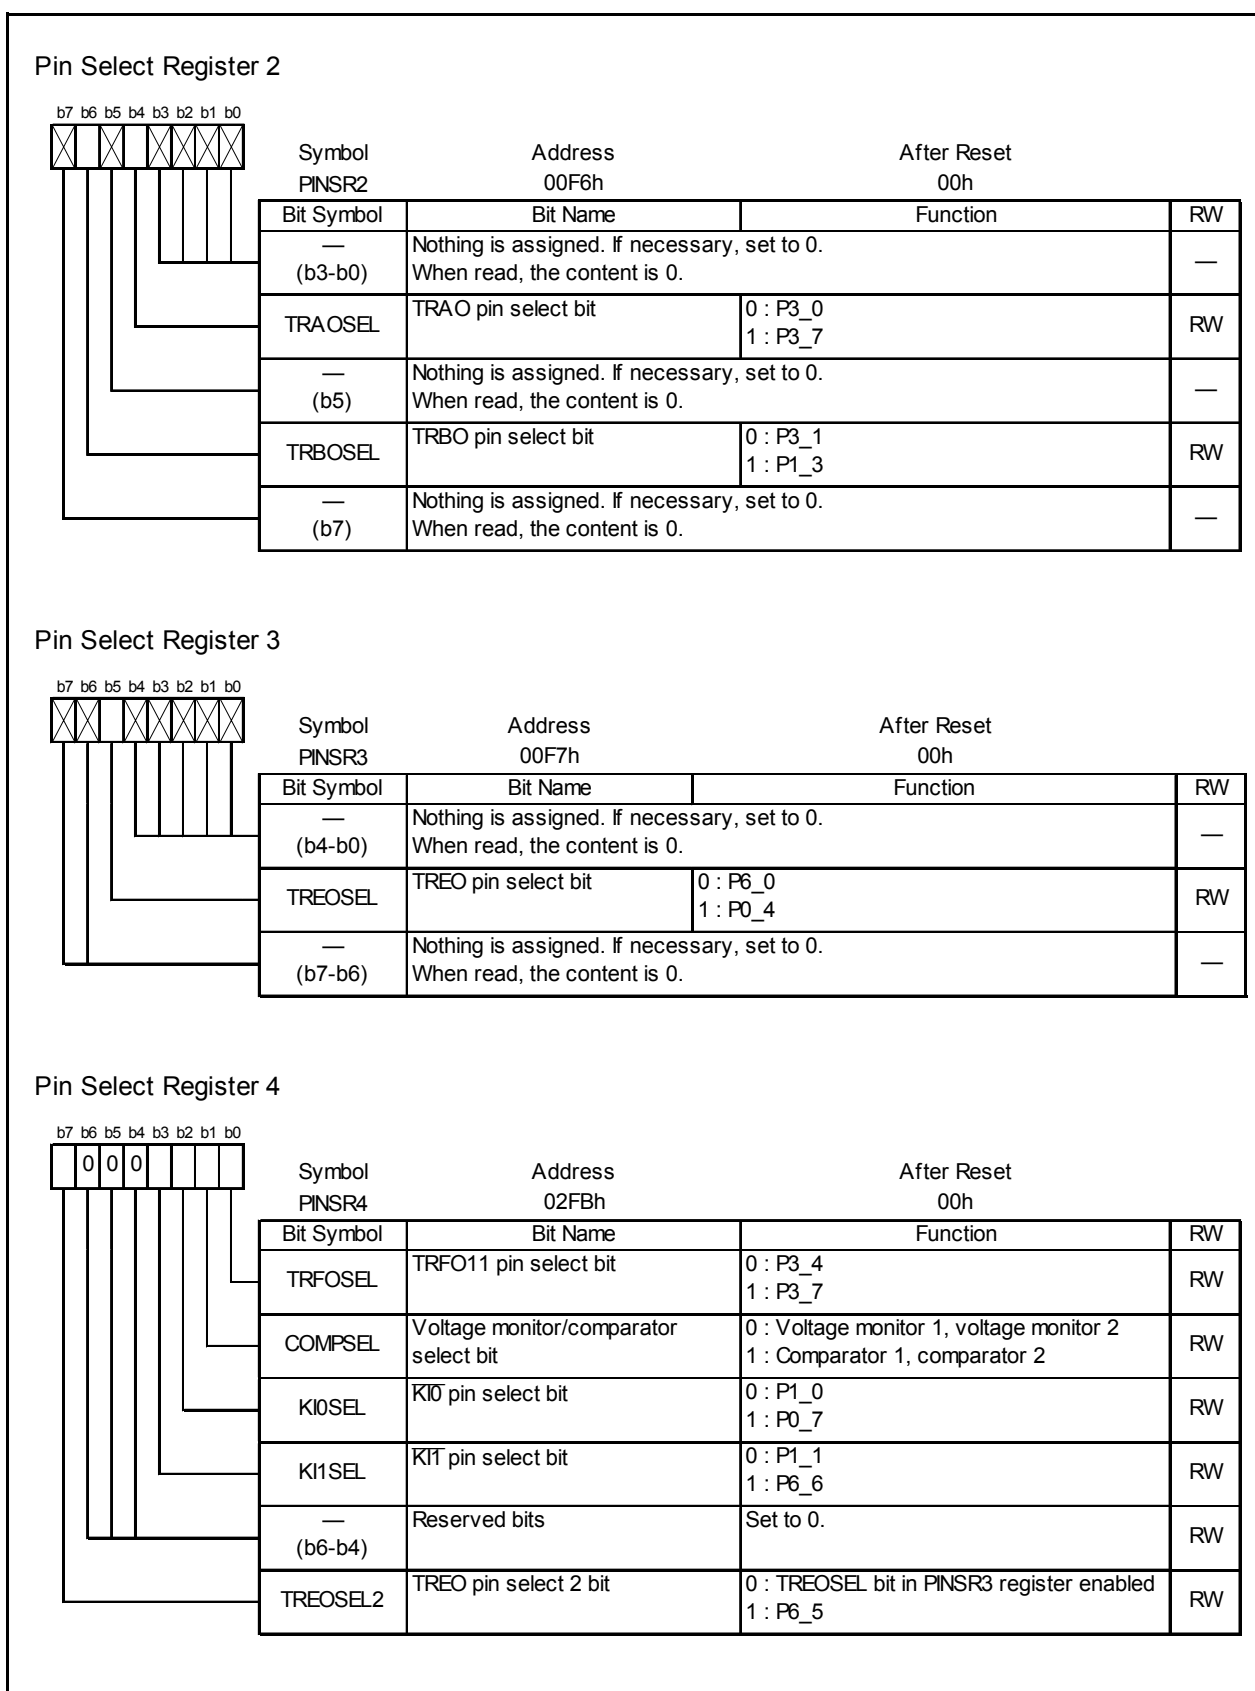 Pin Select Register 2
b7 b6 b5 b4 b3 b2 b1 b0
Symbol Address After Reset
PINSR2 00F6h 00h
Bit Symbol Bit Name Function RW
— Nothing is assigned. If necessary, set to 0.
(b3-b0) When read, the content is 0. —
TRAOSEL TRAO pin select bit 0 : P3_0 RW
1 : P3_7
— Nothing is assigned. If necessary, set to 0.
(b5) When read, the content is 0. —
TRBOSEL TRBO pin select bit 0 : P3_1 RW
1 : P1_3
— Nothing is assigned. If necessary, set to 0.
(b7) When read, the content is 0. —
Pin Select Register 3
b7 b6 b5 b4 b3 b2 b1 b0
Symbol Address After Reset
PINSR3 00F7h 00h
Bit Symbol Bit Name Function RW
— Nothing is assigned. If necessary, set to 0.
(b4-b0) When read, the content is 0. —
TREOSEL TREO pin select bit 0 : P6_0 RW
1 : P0_4
— Nothing is assigned. If necessary, set to 0.
(b7-b6) When read, the content is 0. —
Pin Select Register 4
b7 b6 b5 b4 b3 b2 b1 b0
0 0 0
Symbol Address After Reset
PINSR4 02FBh 00h
Bit Symbol Bit Name Function RW
TRFOSEL TRFO11 pin select bit 0 : P3_4 RW
1 : P3_7
COMPSEL Voltage monitor/comparator 0 : Voltage monitor 1, voltage monitor 2 RW
select bit 1 : Comparator 1, comparator 2
KI0SEL K̅I̅0̅ pin select bit 0 : P1_0 RW
1 : P0_7
KI1SEL K̅I̅1̅ pin select bit 0 : P1_1 RW
1 : P6_6
— Reserved bits Set to 0. RW
(b6-b4)
TREOSEL2 TREO pin select 2 bit 0 : TREOSEL bit in PINSR3 register enabled RW
1 : P6_5